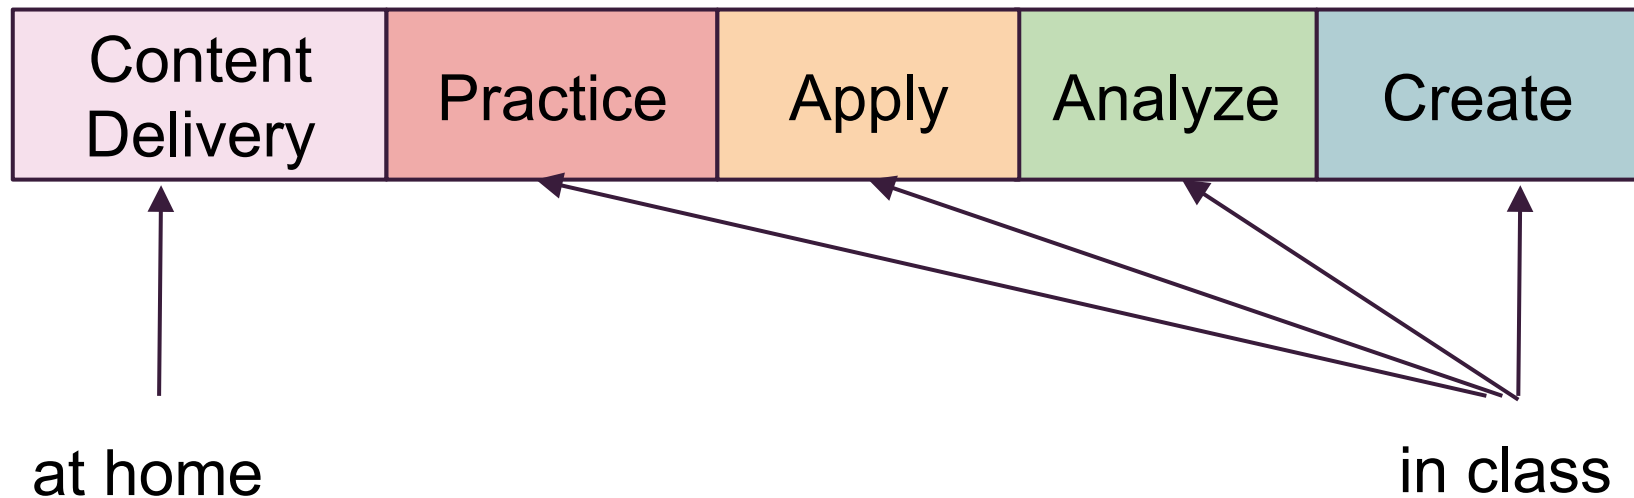 Content
Delivery
Practice
Apply
Analyze
Create
at home
in class